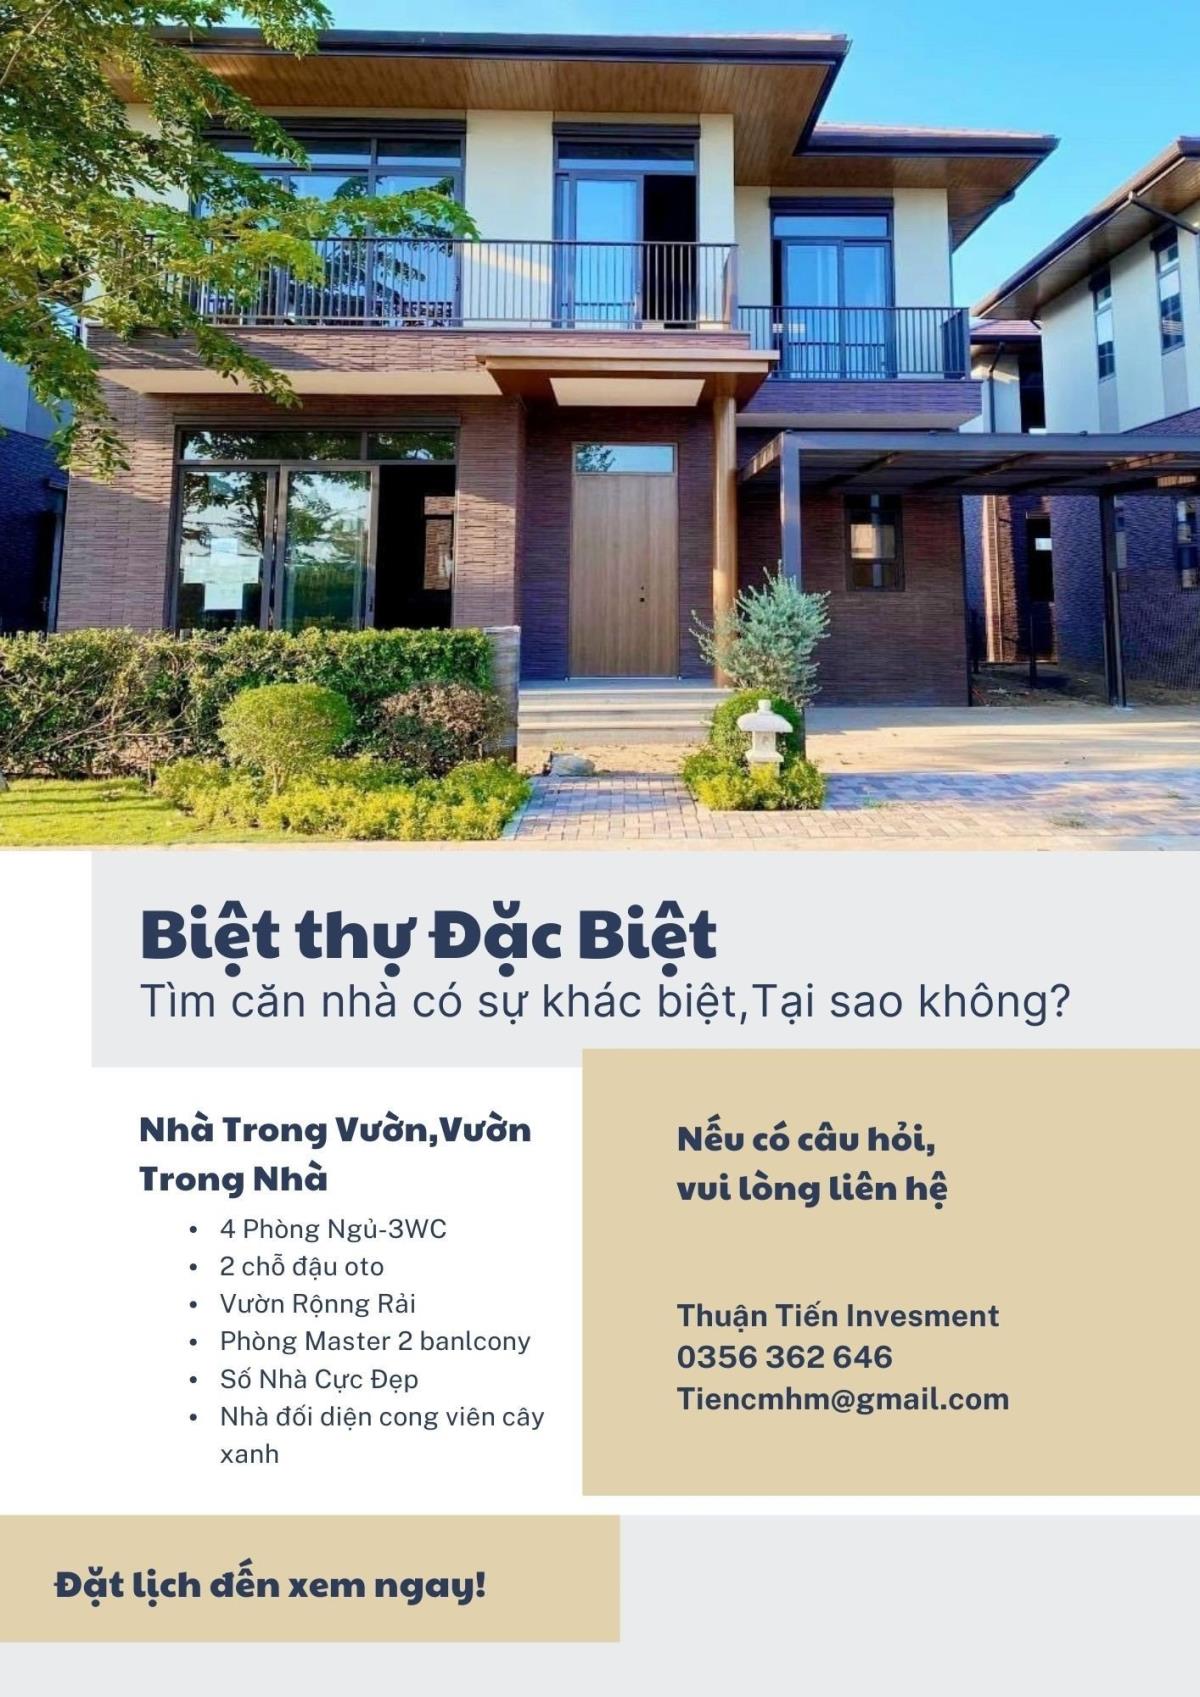 Biệt thự Đặc Biệt
Tìm căn nhà có sự khác biệt,Tại sao không?
Nhà Trong Vườn,Vườn
Trong Nhà
• 4 Phòng Ngủ-3WC
• 2 chỗ đậu oto
• Vườn Rộnng Rải
• Phòng Master 2 banlcony
• Số Nhà Cực Đẹp
• Nhà đối diện cong viên cây
xanh
Nếu có câu hỏi,
vui lòng liên hệ
Thuận Tiến Invesment
0356 362 646
Tiencmhm@gmail.com
Đặt lịch đến xem ngay!